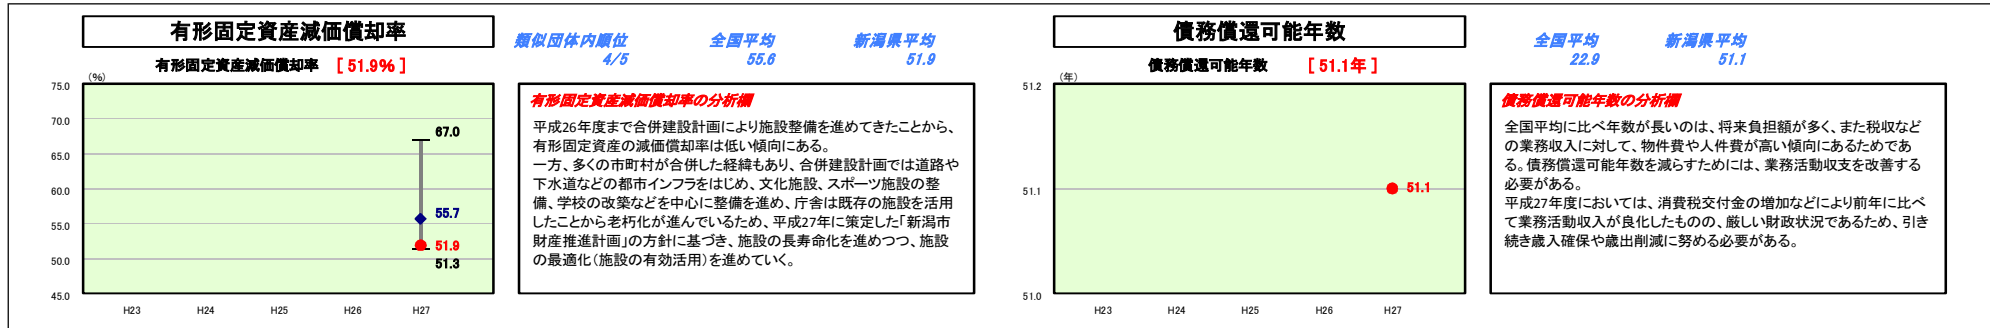 有形固定資産減価償却率
類似団体内順位
4/5
全国平均
55.6
新潟県平均
51.9
有形固定資産減価償却率 [ 51.9% ]
(%)
75.0
70.0
65.0
60.0
55.0
50.0
45.0
67.0
55.7
51.9
51.3
H23 H24 H25 H26 H27
有形固定資産減価償却率の分析欄
平成26年度まで合併建設計画により施設整備を進めてきたことから、
有形固定資産の減価償却率は低い傾向にある。
一方、多くの市町村が合併した経緯もあり、合併建設計画では道路や
下水道などの都市インフラをはじめ、文化施設、スポーツ施設の整
備、学校の改築などを中心に整備を進め、庁舎は既存の施設を活用
したことから老朽化が進んでいるため、平成27年に策定した「新潟市
財産推進計画」の方針に基づき、施設の長寿命化を進めつつ、施設
の最適化(施設の有効活用)を進めていく。
債務償還可能年数
全国平均
22.9
新潟県平均
51.1
債務償還可能年数 [ 51.1年 ]
(年)
51.2
51.1
51.0
51.1
H23 H24 H25 H26 H27
債務償還可能年数の分析欄
全国平均に比べ年数が長いのは、将来負担額が多く、また税収など
の業務収入に対して、物件費や人件費が高い傾向にあるためであ
る。債務償還可能年数を減らすためには、業務活動収支を改善する
必要がある。
平成27年度においては、消費税交付金の増加などにより前年に比べ
て業務活動収入が良化したものの、厳しい財政状況であるため、引き
続き歳入確保や歳出削減に努める必要がある。